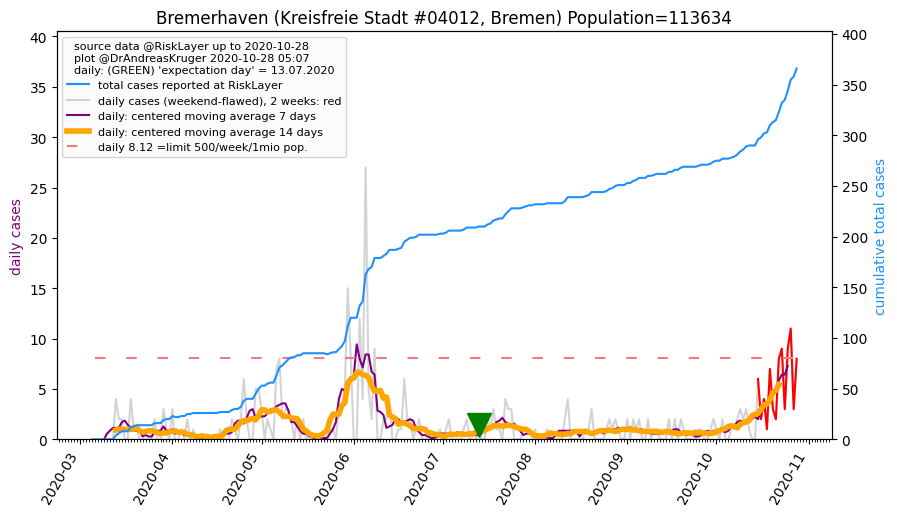 Bremerhaven (Kreisfreie Stadt #04012, Bremen) Population=113634
source data @RiskLayer up to 2020-10-28
plot @DrAndreasKruger 2020-10-28 05:07
daily: (GREEN) 'expectation day' = 13.07.2020
total cases reported at RiskLayer
daily cases (weekend-flawed), 2 weeks: red
daily: centered moving average 7 days
daily: centered moving average 14 days
daily 8.12 =limit 500/week/1mio pop.
daily cases
40
35
30
25
20
15
10
5
0
cumulative total cases
400
350
300
250
200
150
100
50
0
2020-03
2020-04
2020-05
2020-06
2020-07
2020-08
2020-09
2020-10
2020-11